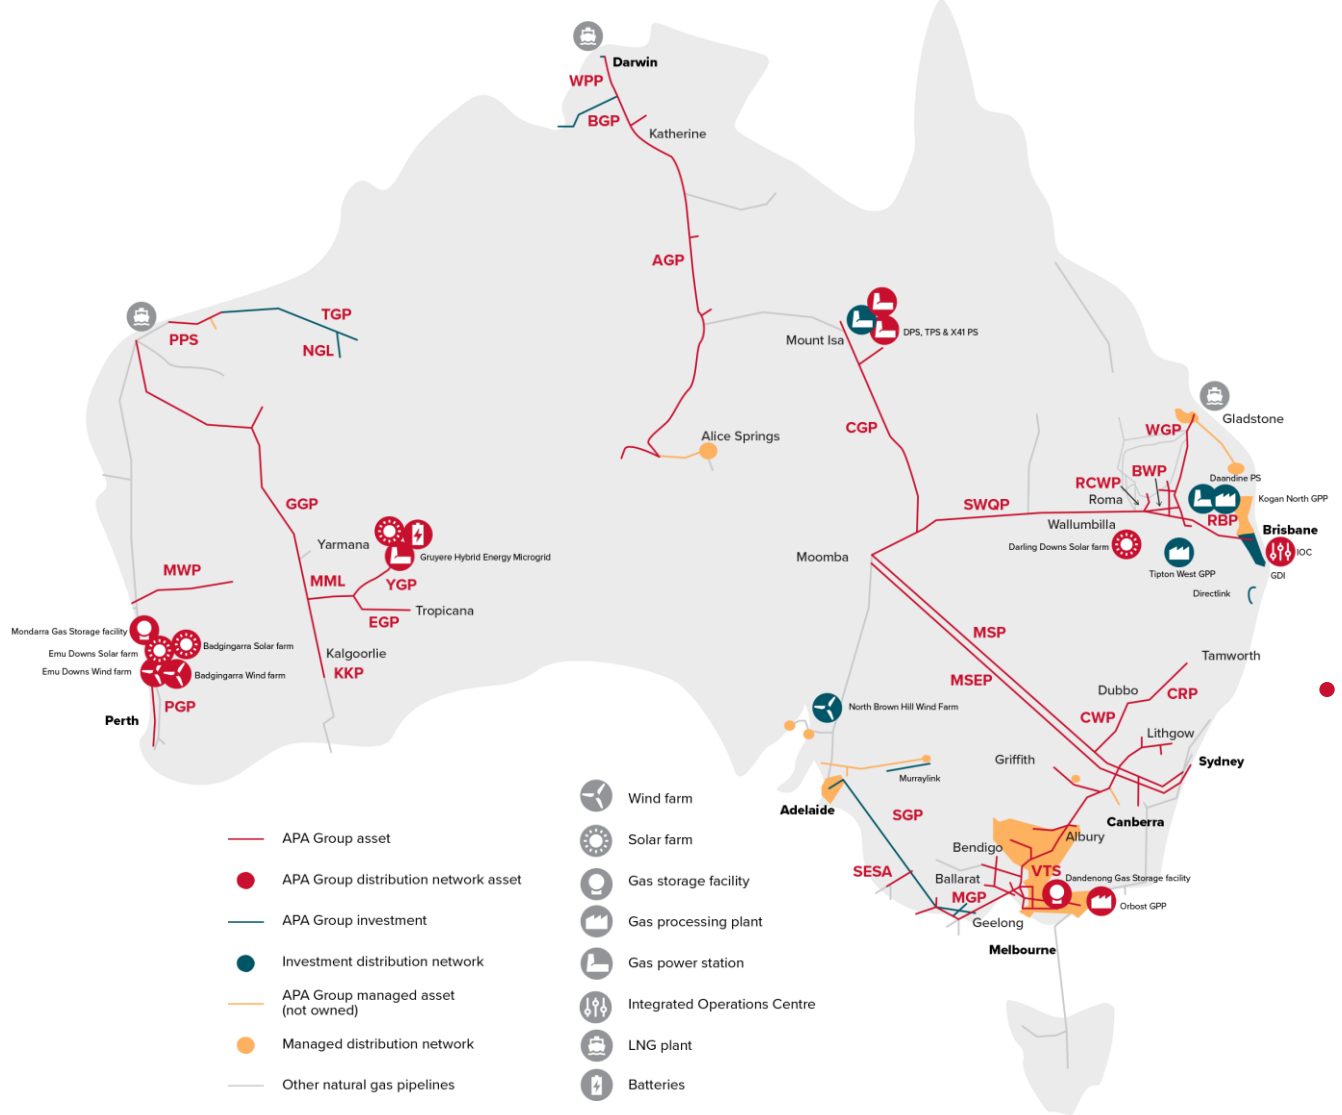 Darwin
WPP
BGP
Katherine
AGP
TGP
PPS
NGL
Mount Isa
DPS, TPS & X41 PS
CGP
Alice Springs
Gladstone
WGP
BWP
RCWP
Roma
Daandine PS
Kogan North GPP
GGP
SWQP
RBP
Wallumbilla
Brisbane
Yarmana
Gruyere Hybrid Energy Microgrid
Darling Downs Solar farm
IOC
Moomba
Tipton West GPP
GDI
MWP
MML
YGP
Directlink
Tropicana
EGP
Mondarra Gas Storage facility
MSP
Emu Downs Solar farm
Badgingarra Solar farm
Kalgoorlie
Tamworth
Emu Downs Wind farm
Badgingarra Wind farm
KKP
MSEP
Dubbo
CRP
PGP
North Brown Hill Wind Farm
CWP
Perth
Lithgow
Griffith
Sydney
Murraylink
Adelaide
SGP
Canberra
Albury
Bendigo
SESA
Ballarat
VTS
Dandenong Gas Storage facility
MGP
Orbost GPP
Geelong
Melbourne
APA Group asset
APA Group distribution network asset
APA Group investment
Investment distribution network
APA Group managed asset
(not owned)
Managed distribution network
Other natural gas pipelines
Wind farm
Solar farm
Gas storage facility
Gas processing plant
Gas power station
Integrated Operations Centre
LNG plant
Batteries